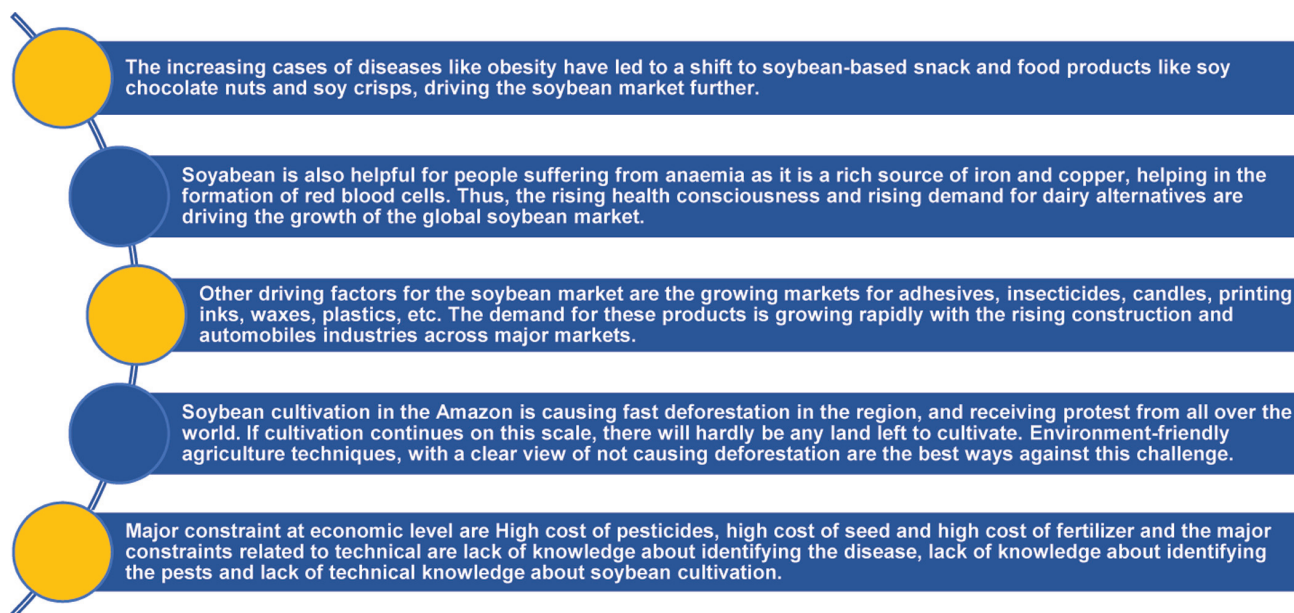 The increasing cases of diseases like obesity have led to a shift to soybean-based snack and food products like soy
chocolate nuts and soy crisps, driving the soybean market further.
Soyabean is also helpful for people suffering from anaemia as it is a rich source of iron and copper, helping in the
formation of red blood cells. Thus, the rising health consciousness and rising demand for dairy alternatives are
driving the growth of the global soybean market.
Other driving factors for the soybean market are the growing markets for adhesives, insecticides, candles, printing
inks, waxes, plastics, etc. The demand for these products is growing rapidly with the rising construction and
automobiles industries across major markets.
Soybean cultivation in the Amazon is causing fast deforestation in the region, and receiving protest from all over the
world. If cultivation continues on this scale, there will hardly be any land left to cultivate. Environment-friendly
agriculture techniques, with a clear view of not causing deforestation are the best ways against this challenge.
Major constraint at economic level are High cost of pesticides, high cost of seed and high cost of fertilizer and the major
constraints related to technical are lack of knowledge about identifying the disease, lack of knowledge about identifying
the pests and lack of technical knowledge about soybean cultivation.